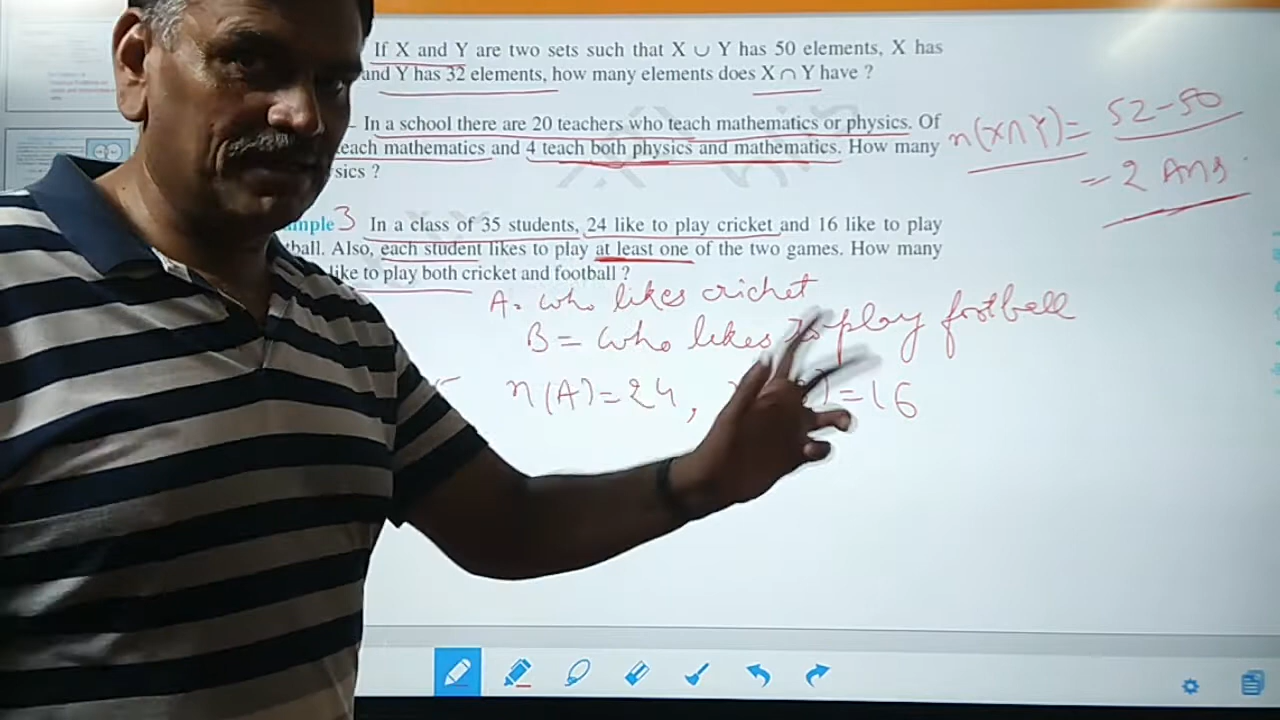 If X and Y are two sets such that X ∪ Y has 50 elements, X has
and Y has 32 elements, how many elements does X ∩ Y have ?
In a school there are 20 teachers who teach mathematics or physics. Of
each mathematics and 4 teach both physics and mathematics. How many
sics ?
n(X∩Y)= 52-50
= 2 Ans
mple 3 In a class of 35 students, 24 like to play cricket and 16 like to play
ball. Also, each student likes to play at least one of the two games. How many
like to play both cricket and football ?
A= who likes cricket
B= who likes to play football
n(A)=24, )=16